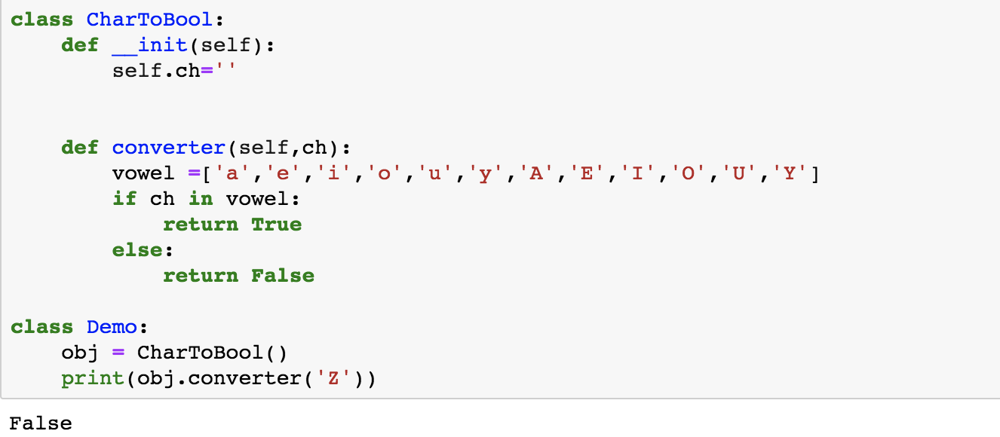 class CharToBool:
    def __init(self):
        self.ch=''
    def converter(self,ch):
        vowel =['a','e','i','o','u','y','A','E','I','O','U','Y']
        if ch in vowel:
            return True
        else:
            return False
class Demo:
    obj = CharToBool()
    print(obj.converter('Z'))
False